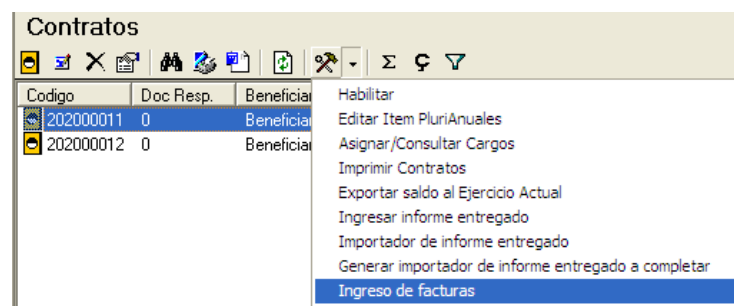 Contratos
Σ
Codigo Doc Resp. Beneficiar
202000011 0 Beneficiar
202000012 0 Beneficiar
Habilitar
Editar Item PluriAnuales
Asignar/Consultar Cargos
Imprimir Contratos
Exportar saldo al Ejercicio Actual
Ingresar informe entregado
Importador de informe entregado
Generar importador de informe entregado a completar
Ingreso de facturas